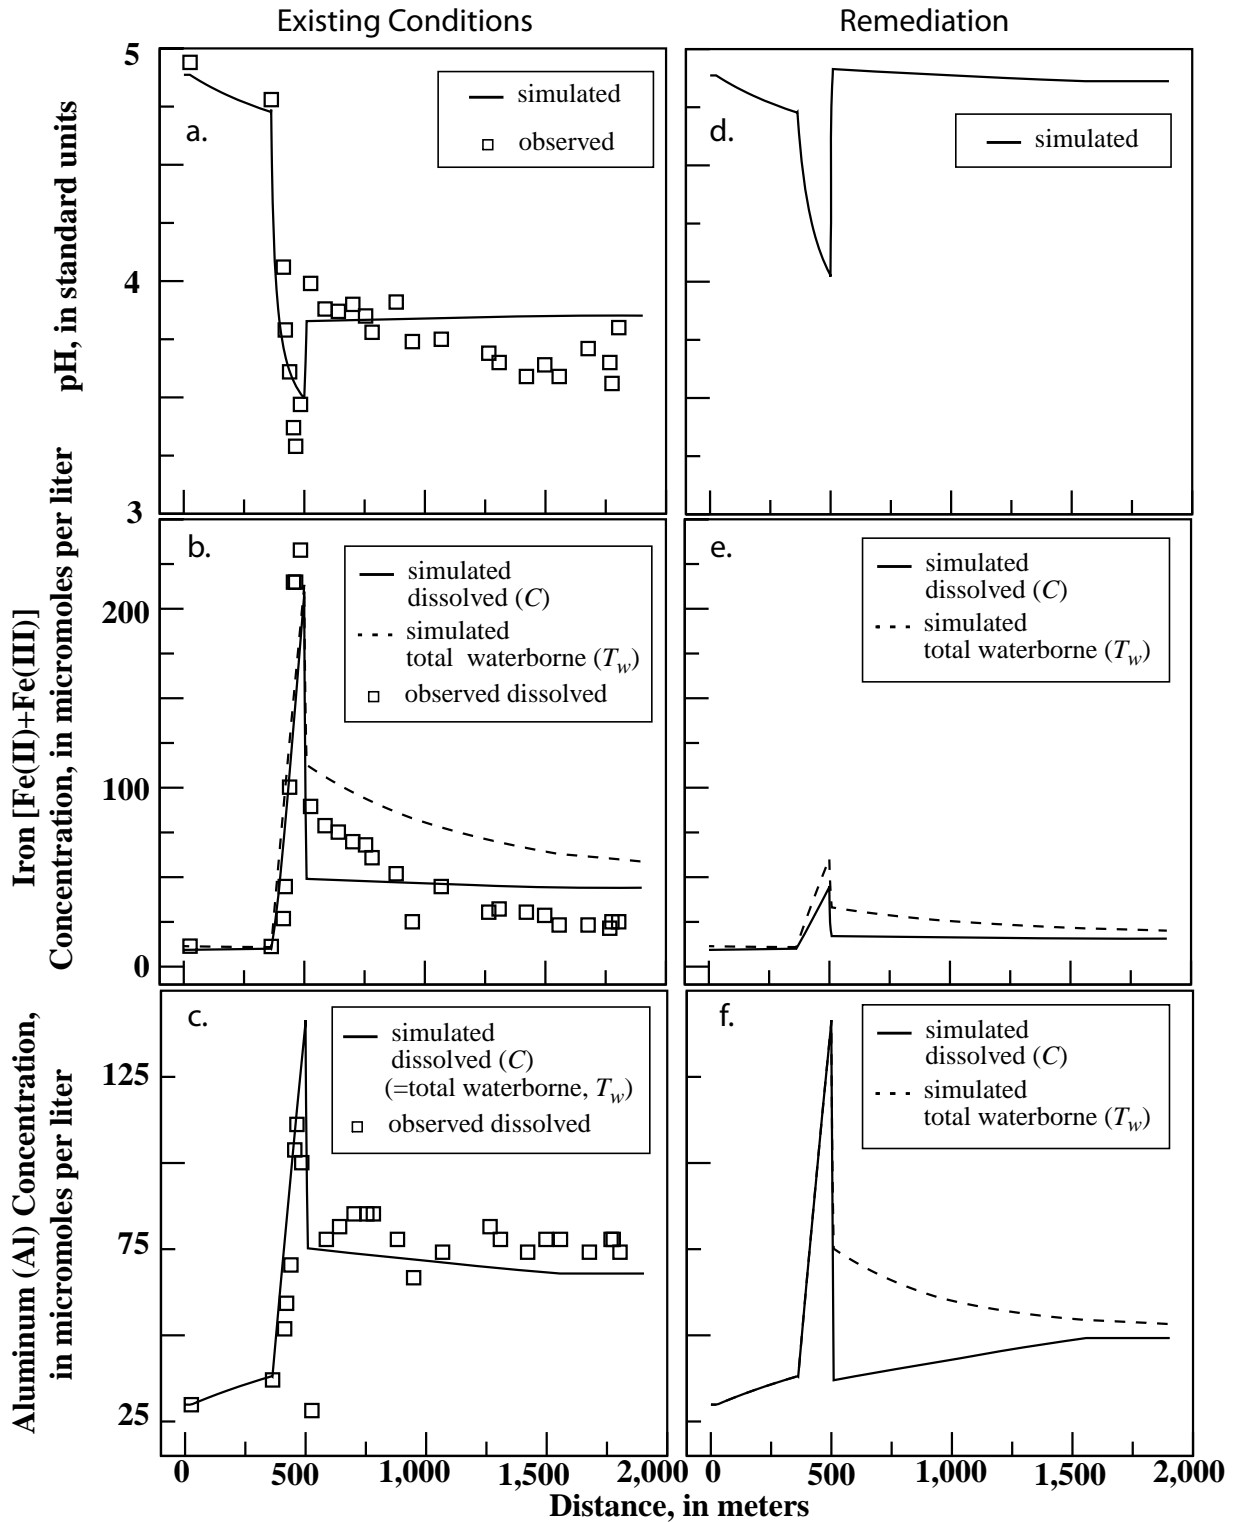 Existing Conditions
Remediation
5
4
3
pH, in standard units
a.
simulated
observed
d.
simulated
200
100
0
Iron [Fe(II)+Fe(III)]
Concentration, in micromoles per liter
b.
simulated
dissolved (C)
simulated
total waterborne (Tw)
observed dissolved
e.
simulated
dissolved (C)
simulated
total waterborne (Tw)
125
75
25
Aluminum (Al) Concentration,
in micromoles per liter
c.
simulated
dissolved (C)
(=total waterborne, Tw)
observed dissolved
f.
simulated
dissolved (C)
simulated
total waterborne (Tw)
0 500 1,000 1,500 2,000
0 500 1,000 1,500 2,000
Distance, in meters